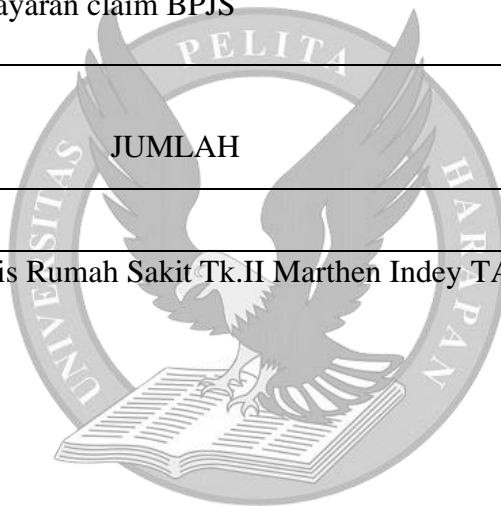 ayaran claim BPJS
JUMLAH
is Rumah Sakit Tk.II Marthen Indey TA
UNIVERSITAS PELITA HARAPAN